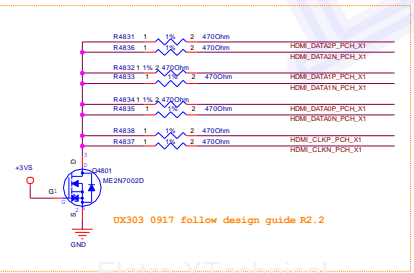 R4831 1 1% 2 470Ohm
HDMI_DATA2P_PCH_X1
R4836 1 1% 2 470Ohm
HDMI_DATA2N_PCH_X1
R4832 1 1% 2 470Ohm
HDMI_DATA1P_PCH_X1
R4833 1 1% 2 470Ohm
HDMI_DATA1N_PCH_X1
R4834 1 1% 2 470Ohm
HDMI_DATA0P_PCH_X1
R4835 1 1% 2 470Ohm
HDMI_DATA0N_PCH_X1
R4838 1 1% 2 470Ohm
HDMI_CLKP_PCH_X1
R4837 1 1% 2 470Ohm
HDMI_CLKN_PCH_X1
+3VS
D 3
D
Q4801
ME2N7002D
G 1
G
S 2
GND
UX303 0917 follow design guide R2.2